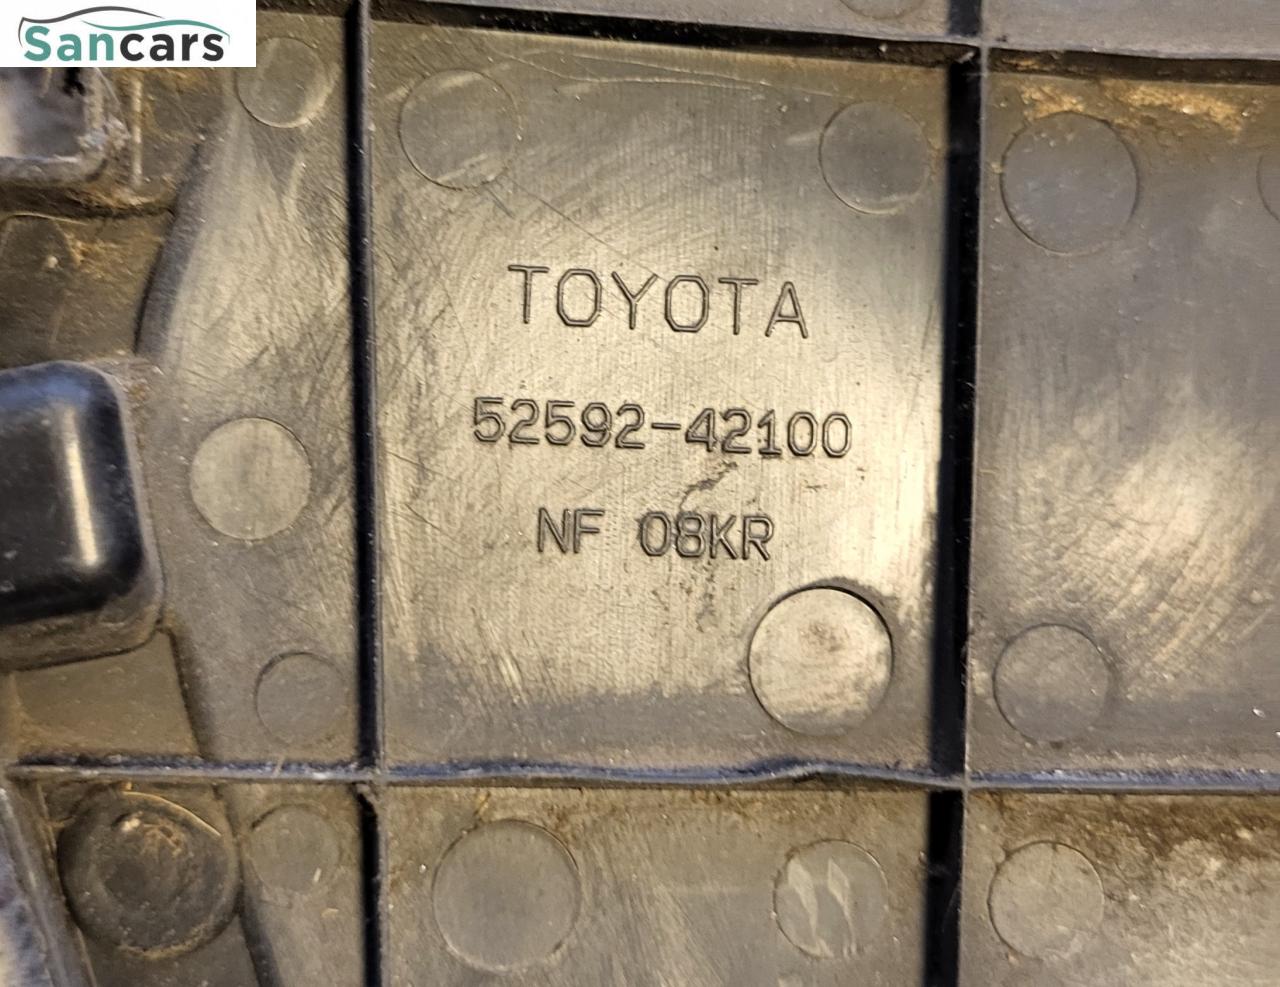 Sancars
TOYOTA
52592-42100
NF 08KR